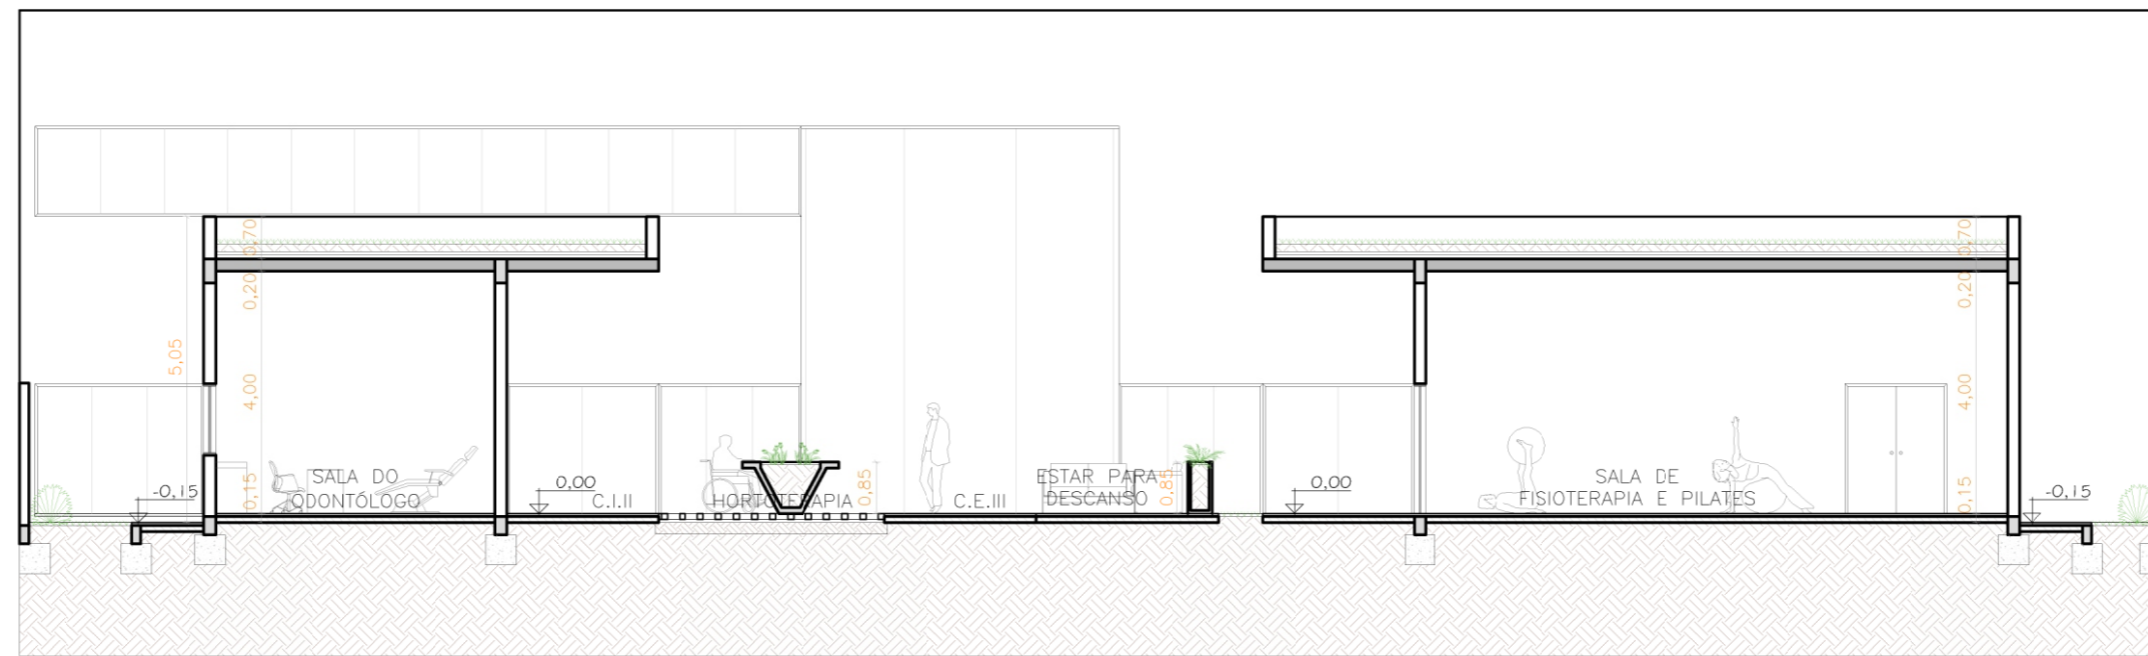 0,70
0,70
0,20
0,20
5,05
4,00
4,00
SALA DO
ODONTÓLOGO
0,15
-0,15
0,00
C.I.II
HORTOTERAPIA
0,85
C.E.III
ESTAR PARA
DESCANSO
0,85
0,00
SALA DE
FISIOTERAPIA E PILATES
0,15
-0,15